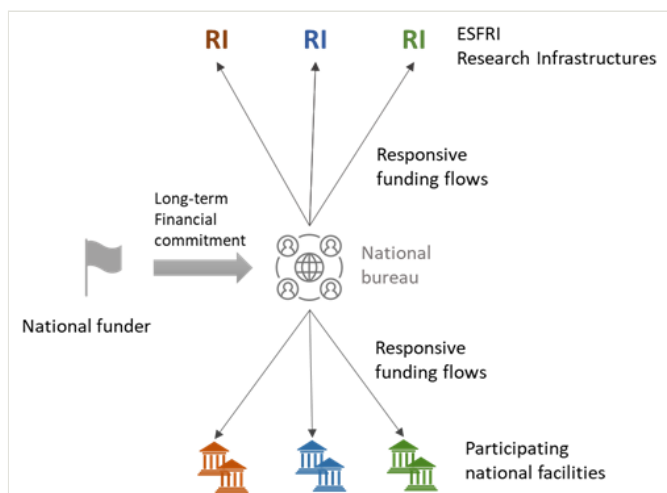 RI RI RI ESFRI
Research Infrastructures
Responsive
funding flows
Long-term
Financial
commitment
National
bureau
National funder
Responsive
funding flows
Participating
national facilities